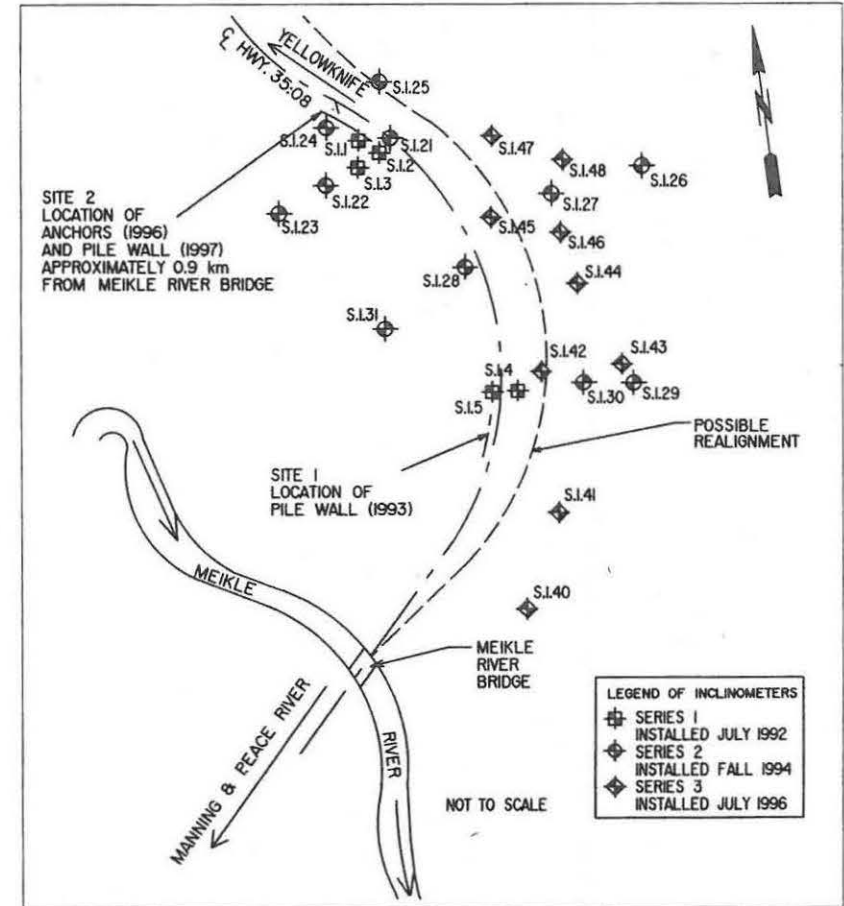 YELLOWKNIFE
℄ HWY. 35:08
S.I.25
S.I.24
S.I.1
S.I.21
S.I.2
S.I.3
S.I.22
S.I.23
S.I.47
S.I.48
S.I.26
S.I.27
S.I.45
S.I.46
S.I.44
S.I.28
S.I.31
N
SITE 2
LOCATION OF
ANCHORS (1996)
AND PILE WALL (1997)
APPROXIMATELY 0.9 km
FROM MEIKLE RIVER BRIDGE
S.I.42
S.I.43
S.I.4
S.I.5
S.I.30
S.I.29
POSSIBLE
REALIGNMENT
SITE 1
LOCATION OF
PILE WALL (1993)
S.I.41
S.I.40
MEIKLE
RIVER
MEIKLE
RIVER
BRIDGE
MANNING & PEACE RIVER
NOT TO SCALE
LEGEND OF INCLINOMETERS
SERIES 1
INSTALLED JULY 1992
SERIES 2
INSTALLED FALL 1994
SERIES 3
INSTALLED JULY 1996